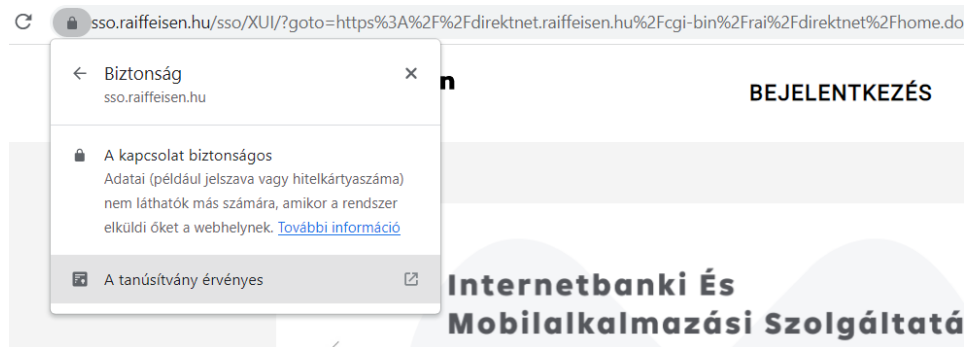 sso.raiffeisen.hu/sso/XUI/?goto=https%3A%2F%2Fdirektnet.raiffeisen.hu%2Fcgi-bin%2Frai%2Fdirektnet%2Fhome.do
Biztonság
sso.raiffeisen.hu
n
BEJELENTKEZÉS
A kapcsolat biztonságos
Adatai (például jelszava vagy hitelkártyaszáma)
nem láthatók más számára, amikor a rendszer
elküldi őket a webhelynek. További információ
A tanúsítvány érvényes
Internetbanki És
Mobilalkalmazási Szolgáltatá